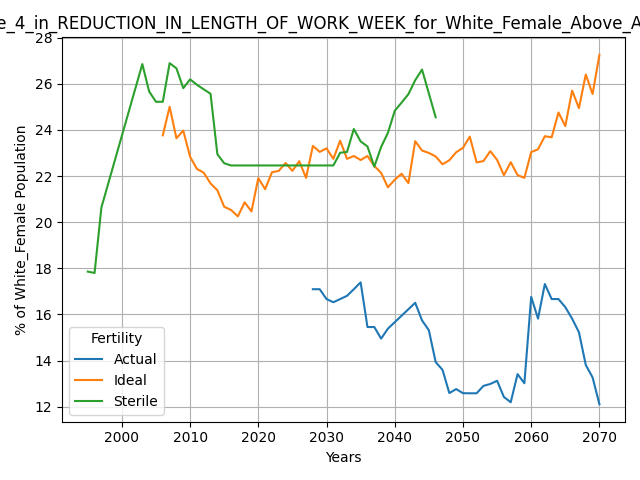 e_4_in_REDUCTION_IN_LENGTH_OF_WORK_WEEK_for_White_Female_Above_A
28
26
24
22
20
18
16
14
12
% of White_Female Population
Fertility
Actual
Ideal
Sterile
2000 2010 2020 2030 2040 2050 2060 2070
Years